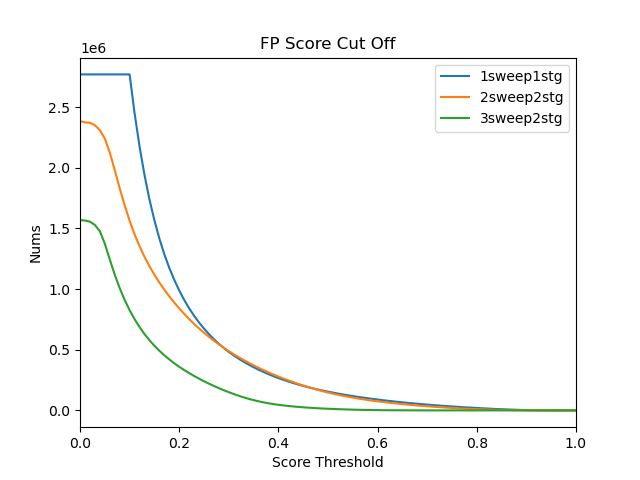 FP Score Cut Off
1e6
1sweep1stg
2sweep2stg
3sweep2stg
2.5
2.0
1.5
1.0
0.5
0.0
Nums
0.0 0.2 0.4 0.6 0.8 1.0
Score Threshold